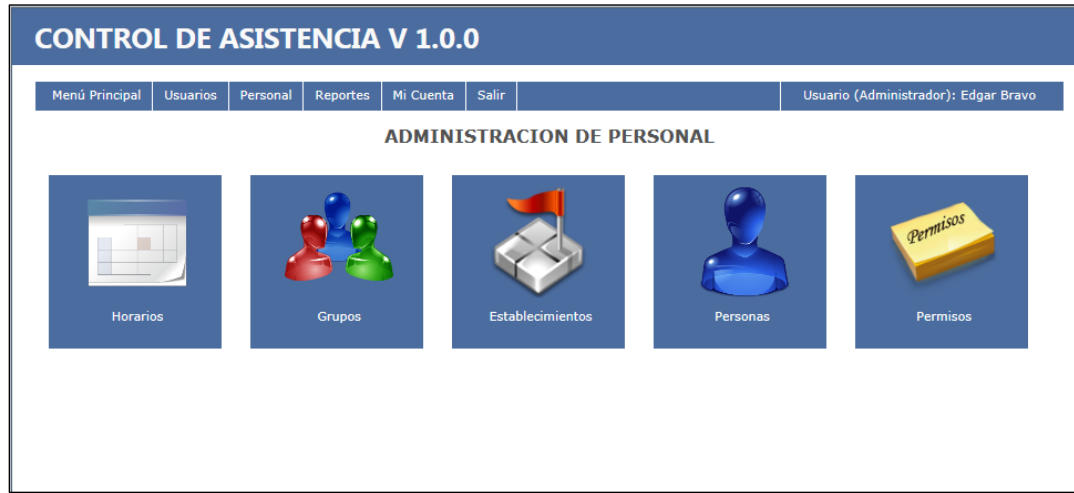 CONTROL DE ASISTENCIA V 1.0.0
Menú Principal Usuarios Personal Reportes Mi Cuenta Salir Usuario (Administrador): Edgar Bravo
ADMINISTRACION DE PERSONAL
Permisos
Horarios Grupos Establecimientos Personas Permisos